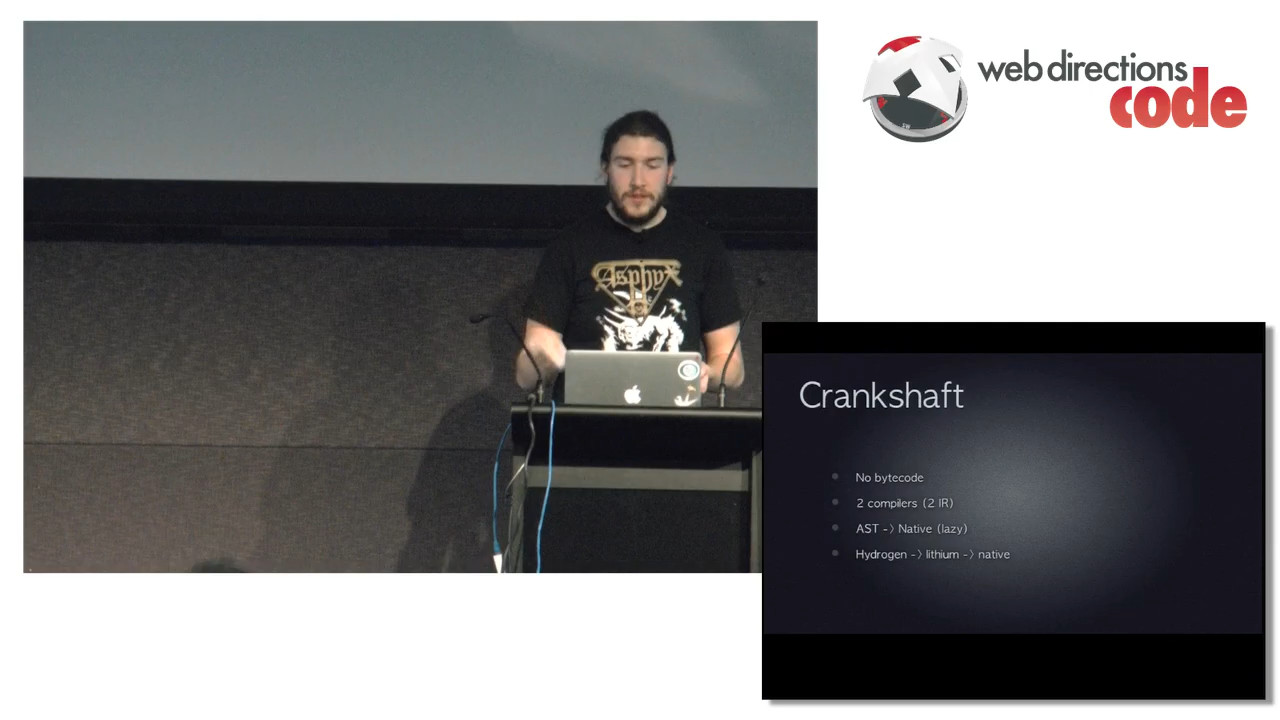 web directions
code
Asphyx
Crankshaft
No bytecode
2 compilers (2 IR)
AST -> Native (lazy)
Hydrogen -> lithium -> native